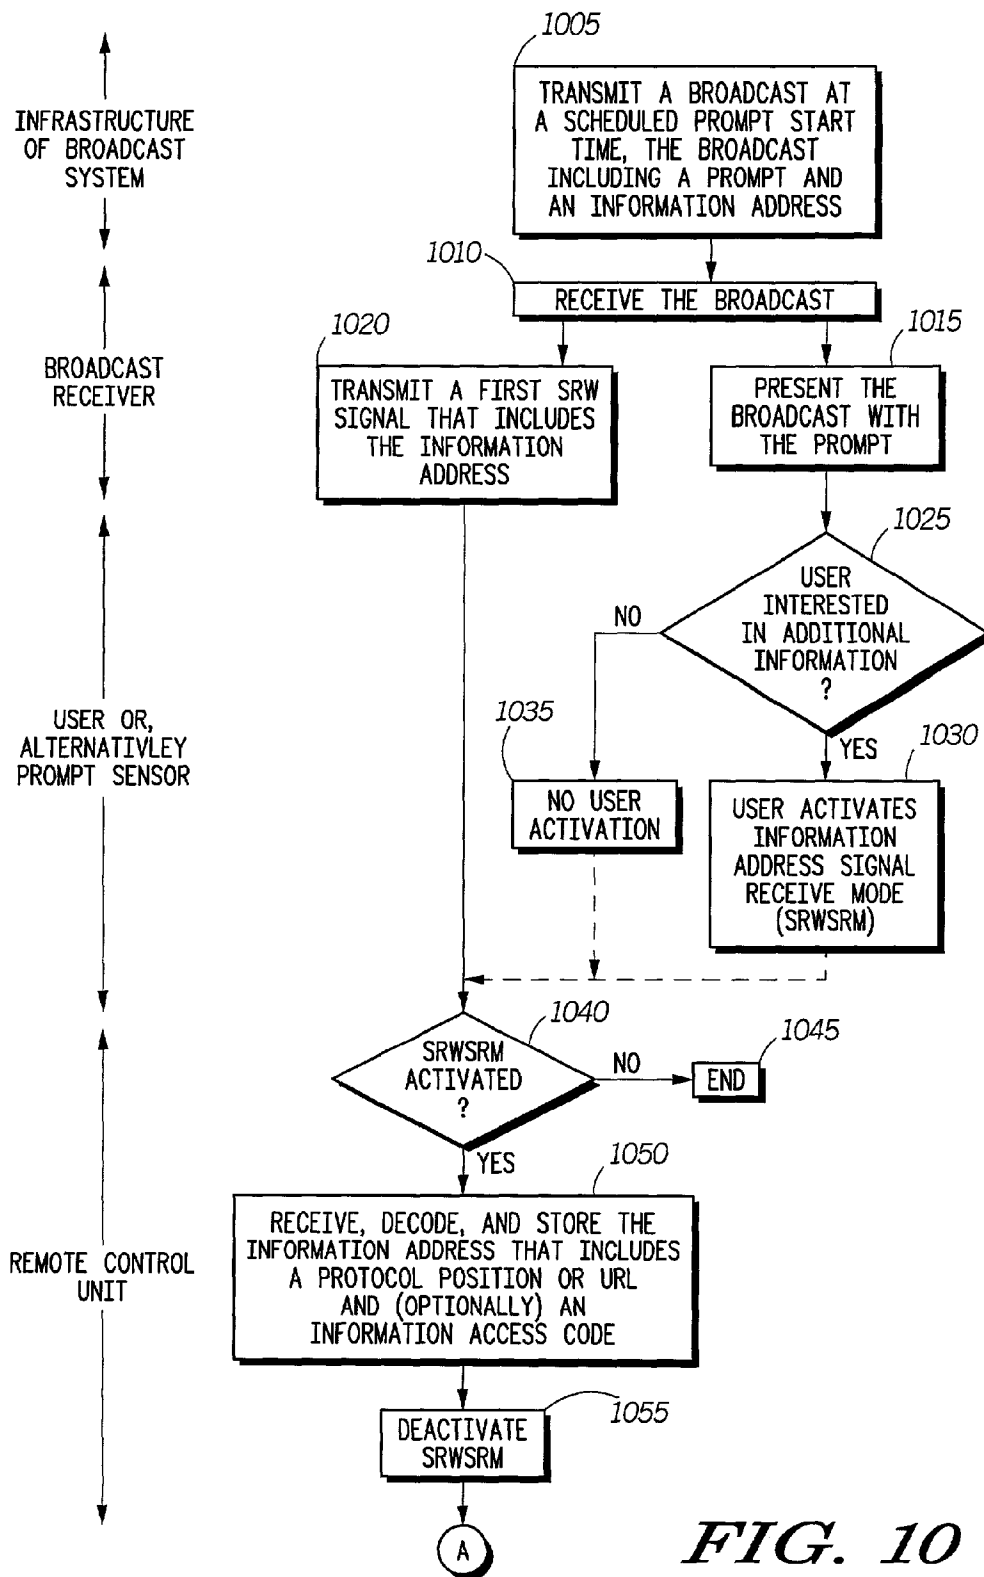 1005
TRANSMIT A BROADCAST AT
A SCHEDULED PROMPT START
TIME, THE BROADCAST
INCLUDING A PROMPT AND
AN INFORMATION ADDRESS
INFRASTRUCTURE
OF BROADCAST
SYSTEM
1010
RECEIVE THE BROADCAST
1020
TRANSMIT A FIRST SRW
SIGNAL THAT INCLUDES
THE INFORMATION
ADDRESS
1015
PRESENT THE
BROADCAST WITH
THE PROMPT
BROADCAST
RECEIVER
1025
USER
INTERESTED
IN ADDITIONAL
INFORMATION
?
NO
YES
1035
NO USER
ACTIVATION
1030
USER ACTIVATES
INFORMATION
ADDRESS SIGNAL
RECEIVE MODE
(SRWSRM)
USER OR,
ALTERNATIVLEY
PROMPT SENSOR
1040
SRWSRM
ACTIVATED
?
NO
1045
END
YES
1050
RECEIVE, DECODE, AND STORE THE
INFORMATION ADDRESS THAT INCLUDES
A PROTOCOL POSITION OR URL
AND (OPTIONALLY) AN
INFORMATION ACCESS CODE
REMOTE CONTROL
UNIT
1055
DEACTIVATE
SRWSRM
A
FIG. 10